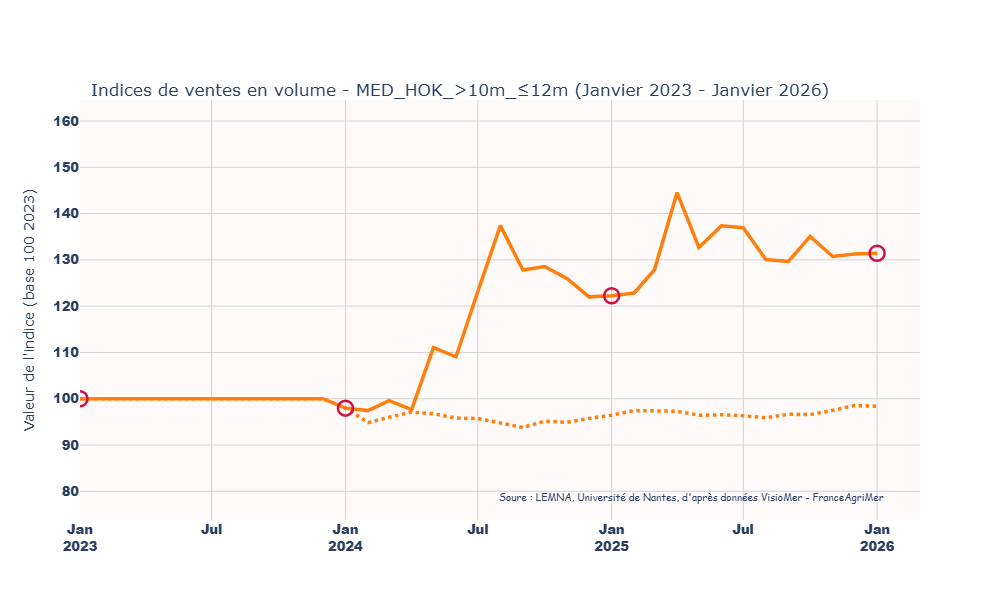 Indices de ventes en volume - MED_HOK_>10m_≤12m (Janvier 2023 - Janvier 2026)
Valeur de l'indice (base 100 2023)
160
150
140
130
120
110
100
90
80
Soure : LEMNA, Université de Nantes, d'après données VisioMer - FranceAgriMer
Jan Jul Jan Jul Jan Jul Jan
2023 2024 2025 2026